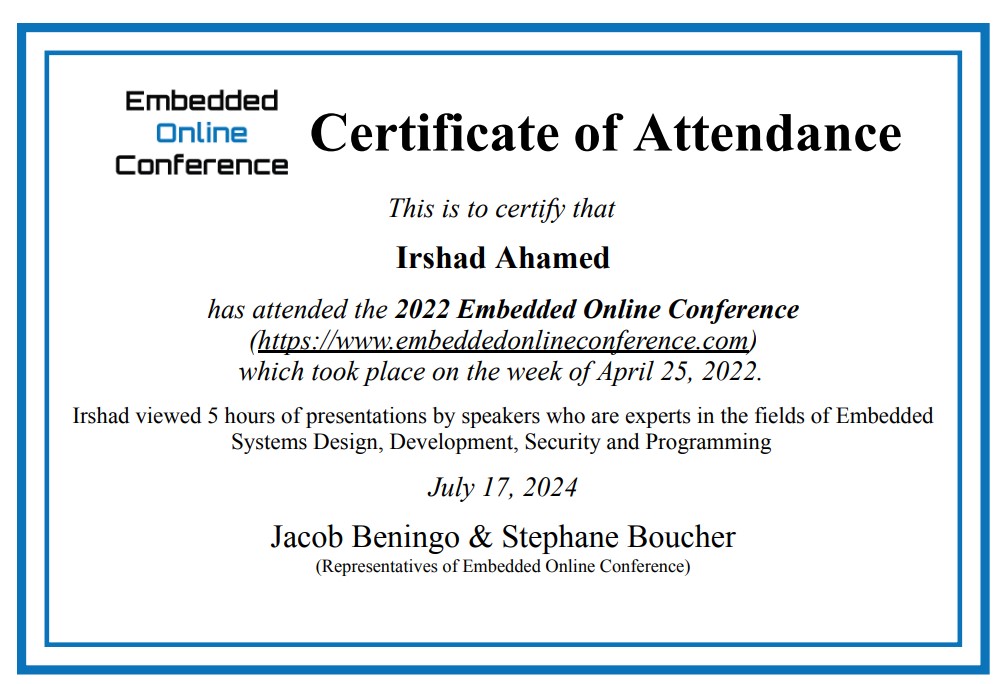 Embedded
Online
Conference
Certificate of Attendance
This is to certify that
Irshad Ahamed
has attended the 2022 Embedded Online Conference
(https://www.embeddedonlineconference.com)
which took place on the week of April 25, 2022.
Irshad viewed 5 hours of presentations by speakers who are experts in the fields of Embedded
Systems Design, Development, Security and Programming
July 17, 2024
Jacob Beningo & Stephane Boucher
(Representatives of Embedded Online Conference)